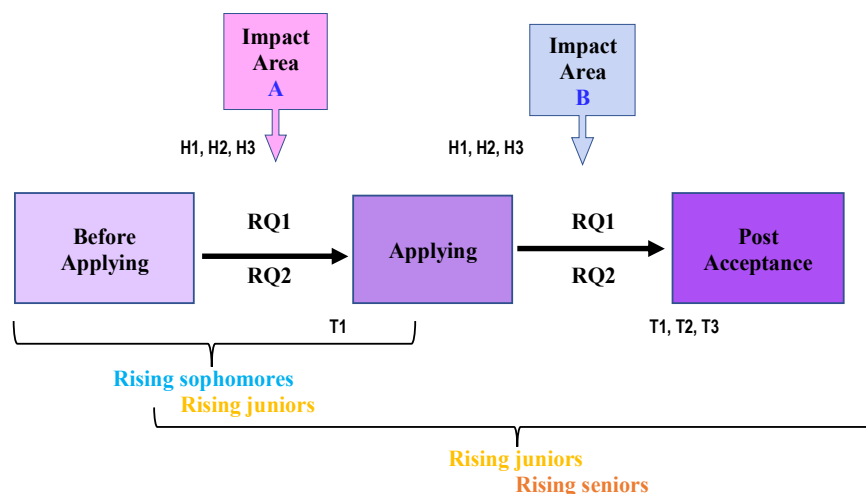 Impact
Area
A
Impact
Area
B
H1, H2, H3
H1, H2, H3
Before
Applying
RQ1
RQ2
Applying
RQ1
RQ2
Post
Acceptance
T1
T1, T2, T3
Rising sophomores
Rising juniors
Rising juniors
Rising seniors